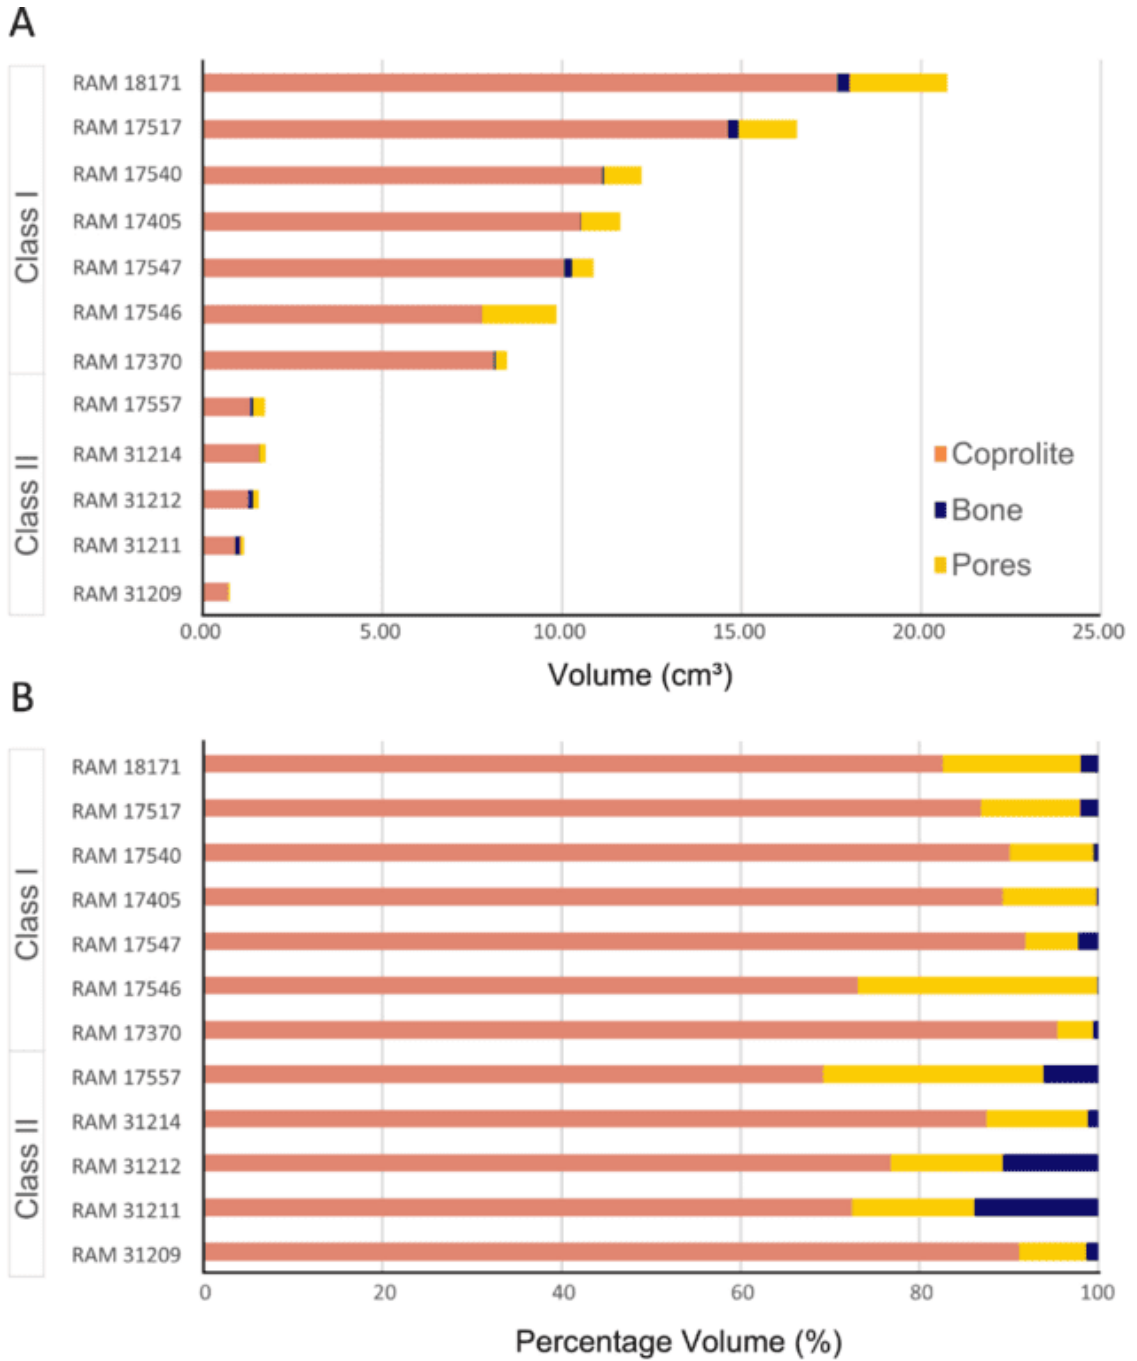 A
Class I
RAM 18171
RAM 17517
RAM 17540
RAM 17405
RAM 17547
RAM 17546
RAM 17370
Class II
RAM 17557
RAM 31214
RAM 31212
RAM 31211
RAM 31209
Coprolite
Bone
Pores
0.00 5.00 10.00 15.00 20.00 25.00
Volume (cm³)
B
Class I
RAM 18171
RAM 17517
RAM 17540
RAM 17405
RAM 17547
RAM 17546
RAM 17370
Class II
RAM 17557
RAM 31214
RAM 31212
RAM 31211
RAM 31209
0 20 40 60 80 100
Percentage Volume (%)